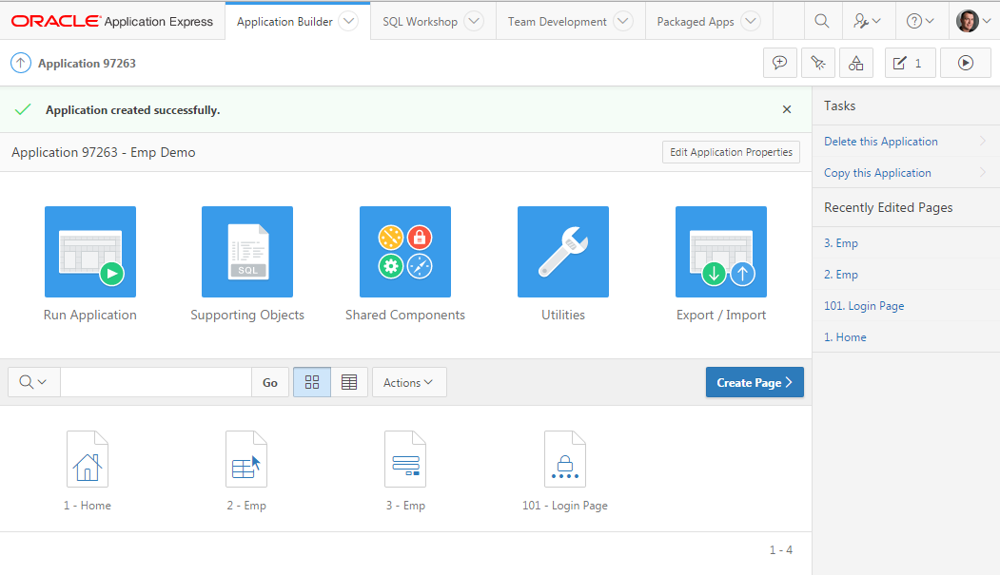 ORACLE Application Express
Application Builder
SQL Workshop
Team Development
Packaged Apps
Application 97263
1
Application created successfully.
Application 97263 - Emp Demo
Edit Application Properties
SQL
Run Application
Supporting Objects
Shared Components
Utilities
Export / Import
Go
Actions
Create Page
1 - Home
2 - Emp
3 - Emp
101 - Login Page
1 - 4
Tasks
Delete this Application
Copy this Application
Recently Edited Pages
3. Emp
2. Emp
101. Login Page
1. Home